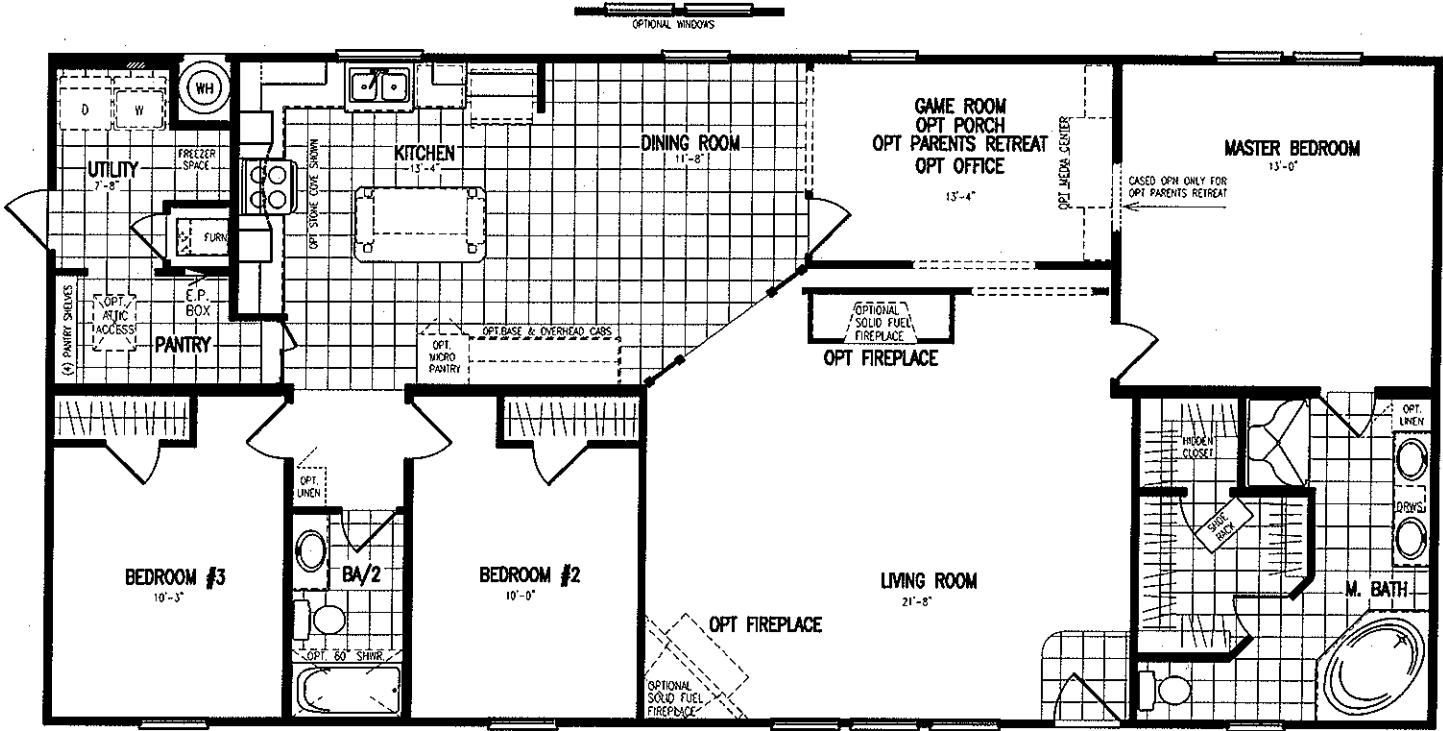 OPTIONAL WINDOWS
WH
D
W
FREEZER
SPACE
UTILITY
7'-8"
FURN
E.P.
BOX
(4) PANTRY SHELVES
OPT.
ATTIC
ACCESS
PANTRY
OPT STONE COVE SHOWN
KITCHEN
13'-4"
DINING ROOM
11'-8"
OPT.
MICRO
PANTRY
OPT.BASE & OVERHEAD CABS
GAME ROOM
OPT PORCH
OPT PARENTS RETREAT
OPT OFFICE
13'-4"
OPT MEDIA CENTER
MASTER BEDROOM
13'-0"
CASED OPN ONLY FOR
OPT PARENTS RETREAT
OPTIONAL
SOLID FUEL
FIREPLACE
OPT FIREPLACE
BEDROOM #3
10'-3"
OPT.
LINEN
BA/2
OPT. 60" SHWR.
BEDROOM #2
10'-0"
LIVING ROOM
21'-8"
OPT FIREPLACE
OPTIONAL
SOLID FUEL
FIREPLACE
HIDDEN
CLOSET
SHOE
RACK
OPT.
LINEN
DRWS
M. BATH